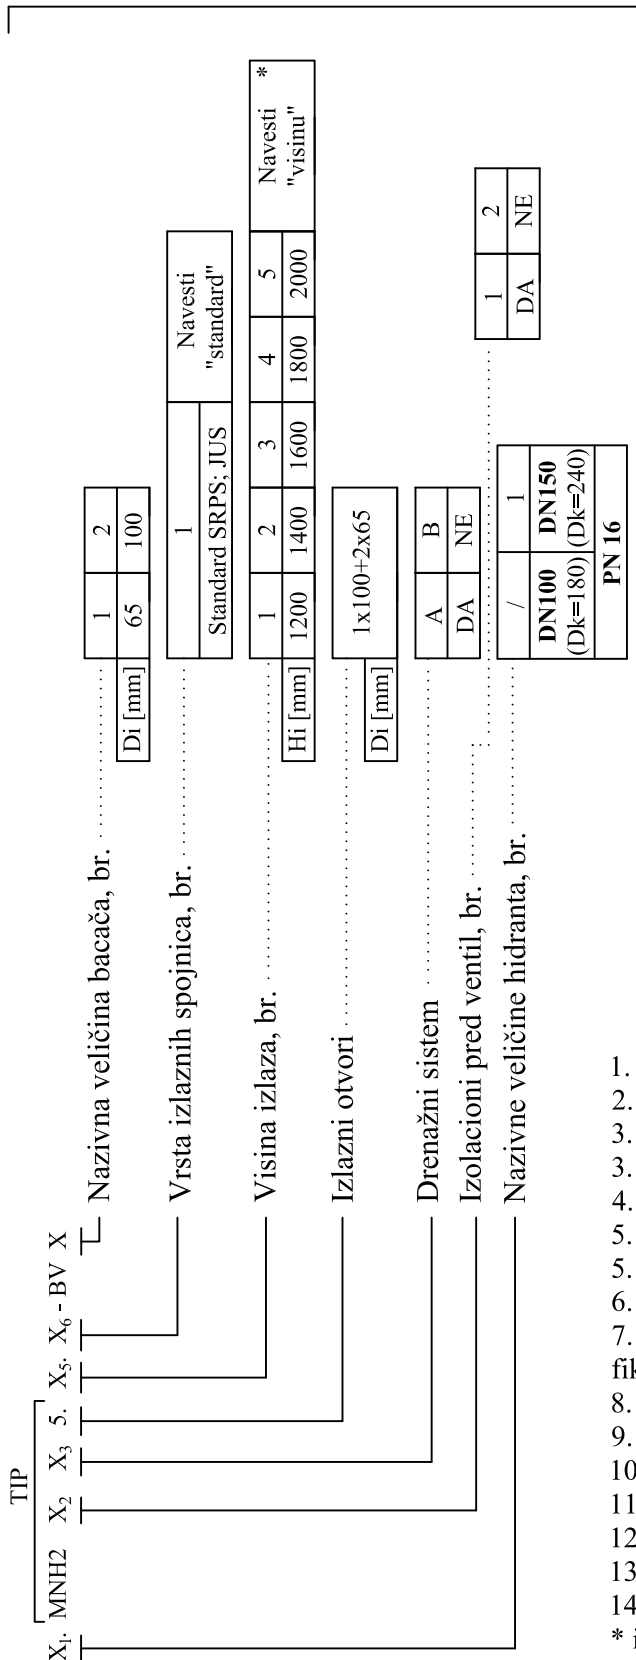 TIP
X1. MNH2 X2 X3 5. X5. X6 - BV X
Nazivna veličina bacača, br.
1 2
Di [mm] 65 100
Vrsta izlaznih spojnica, br.
1 Navesti "standard"
Standard SRPS; JUS
Visina izlaza, br.
1 2 3 4 5 Navesti "visinu" *
Hi [mm] 1200 1400 1600 1800 2000
Izlazni otvori
1x100+2x65
Di [mm]
Drenažni sistem
A B
DA NE
Izolacioni pred ventil, br.
1 2
DA NE
Nazivne veličine hidranta, br.
/ 1
DN100 DN150
(Dk=180) (Dk=240)
PN 16
1.
2.
3.
3.
4.
5.
5.
6.
7.
8.
9.
10
11
12
13
14
*